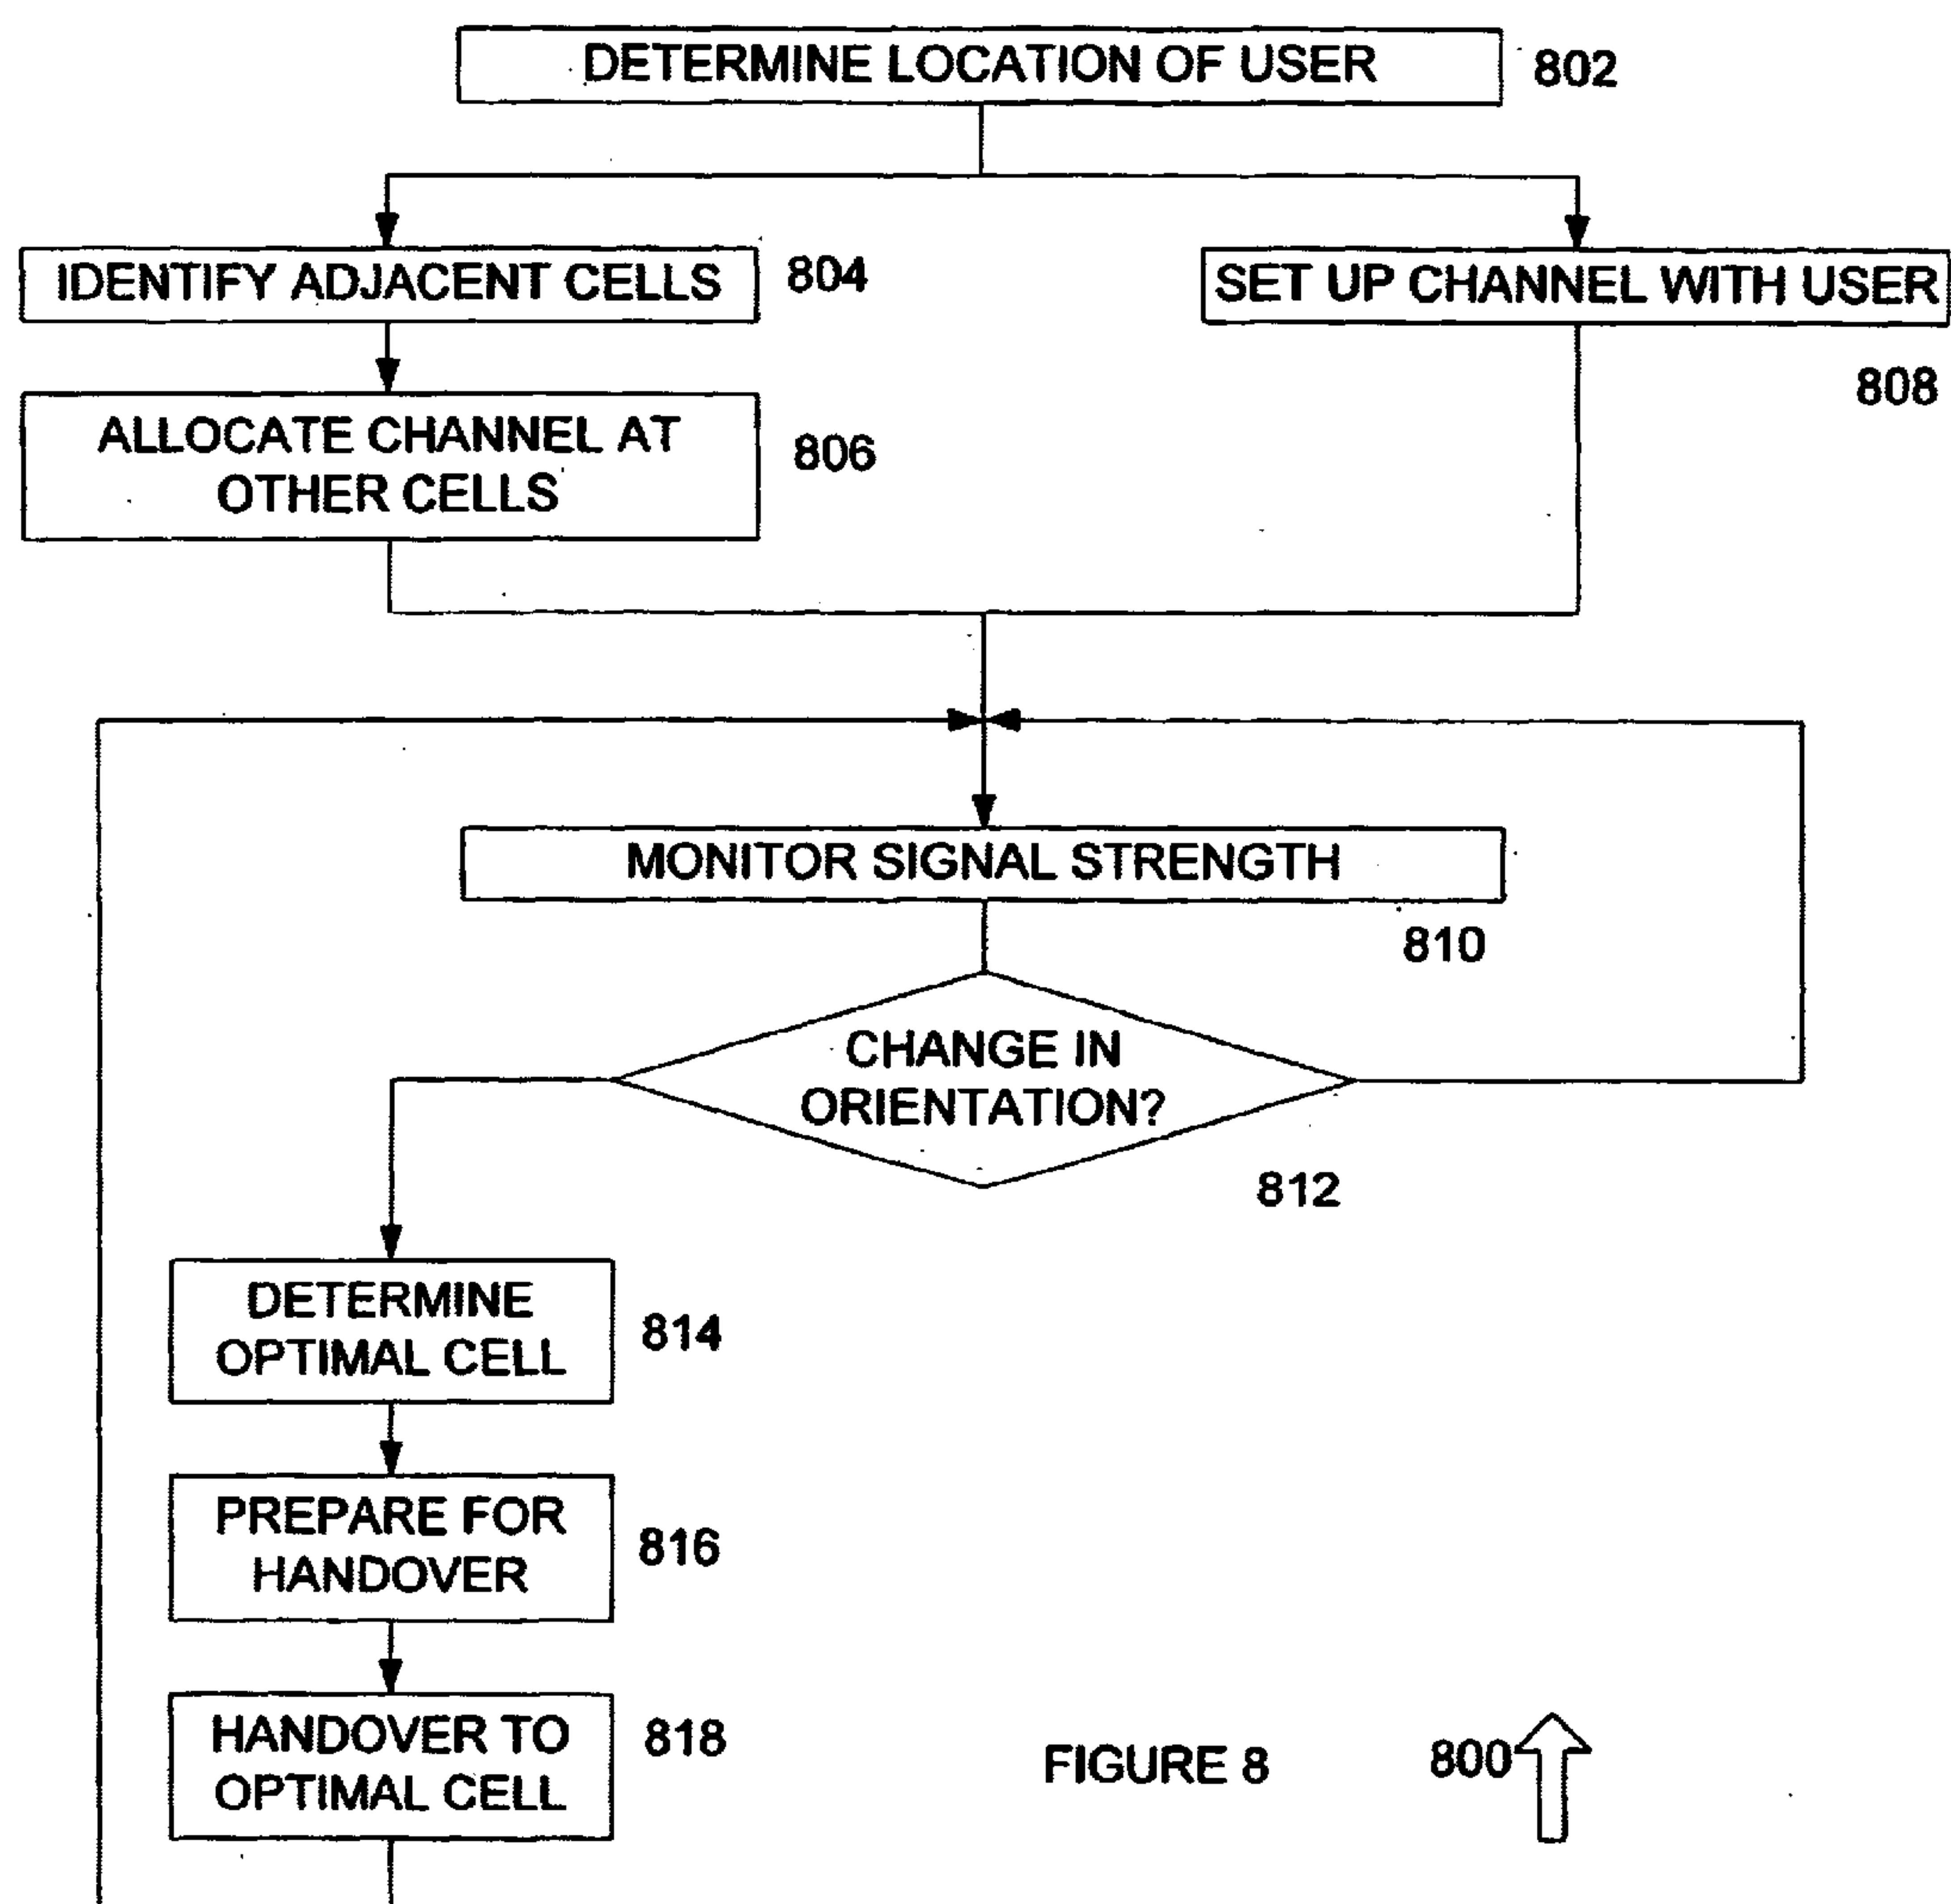 DETERMINE LOCATION OF USER
802
IDENTIFY ADJACENT CELLS
804
SET UP CHANNEL WITH USER
808
ALLOCATE CHANNEL AT
OTHER CELLS
806
MONITOR SIGNAL STRENGTH
810
CHANGE IN
ORIENTATION?
812
DETERMINE
OPTIMAL CELL
814
PREPARE FOR
HANDOVER
816
HANDOVER TO
OPTIMAL CELL
818
FIGURE 8
800